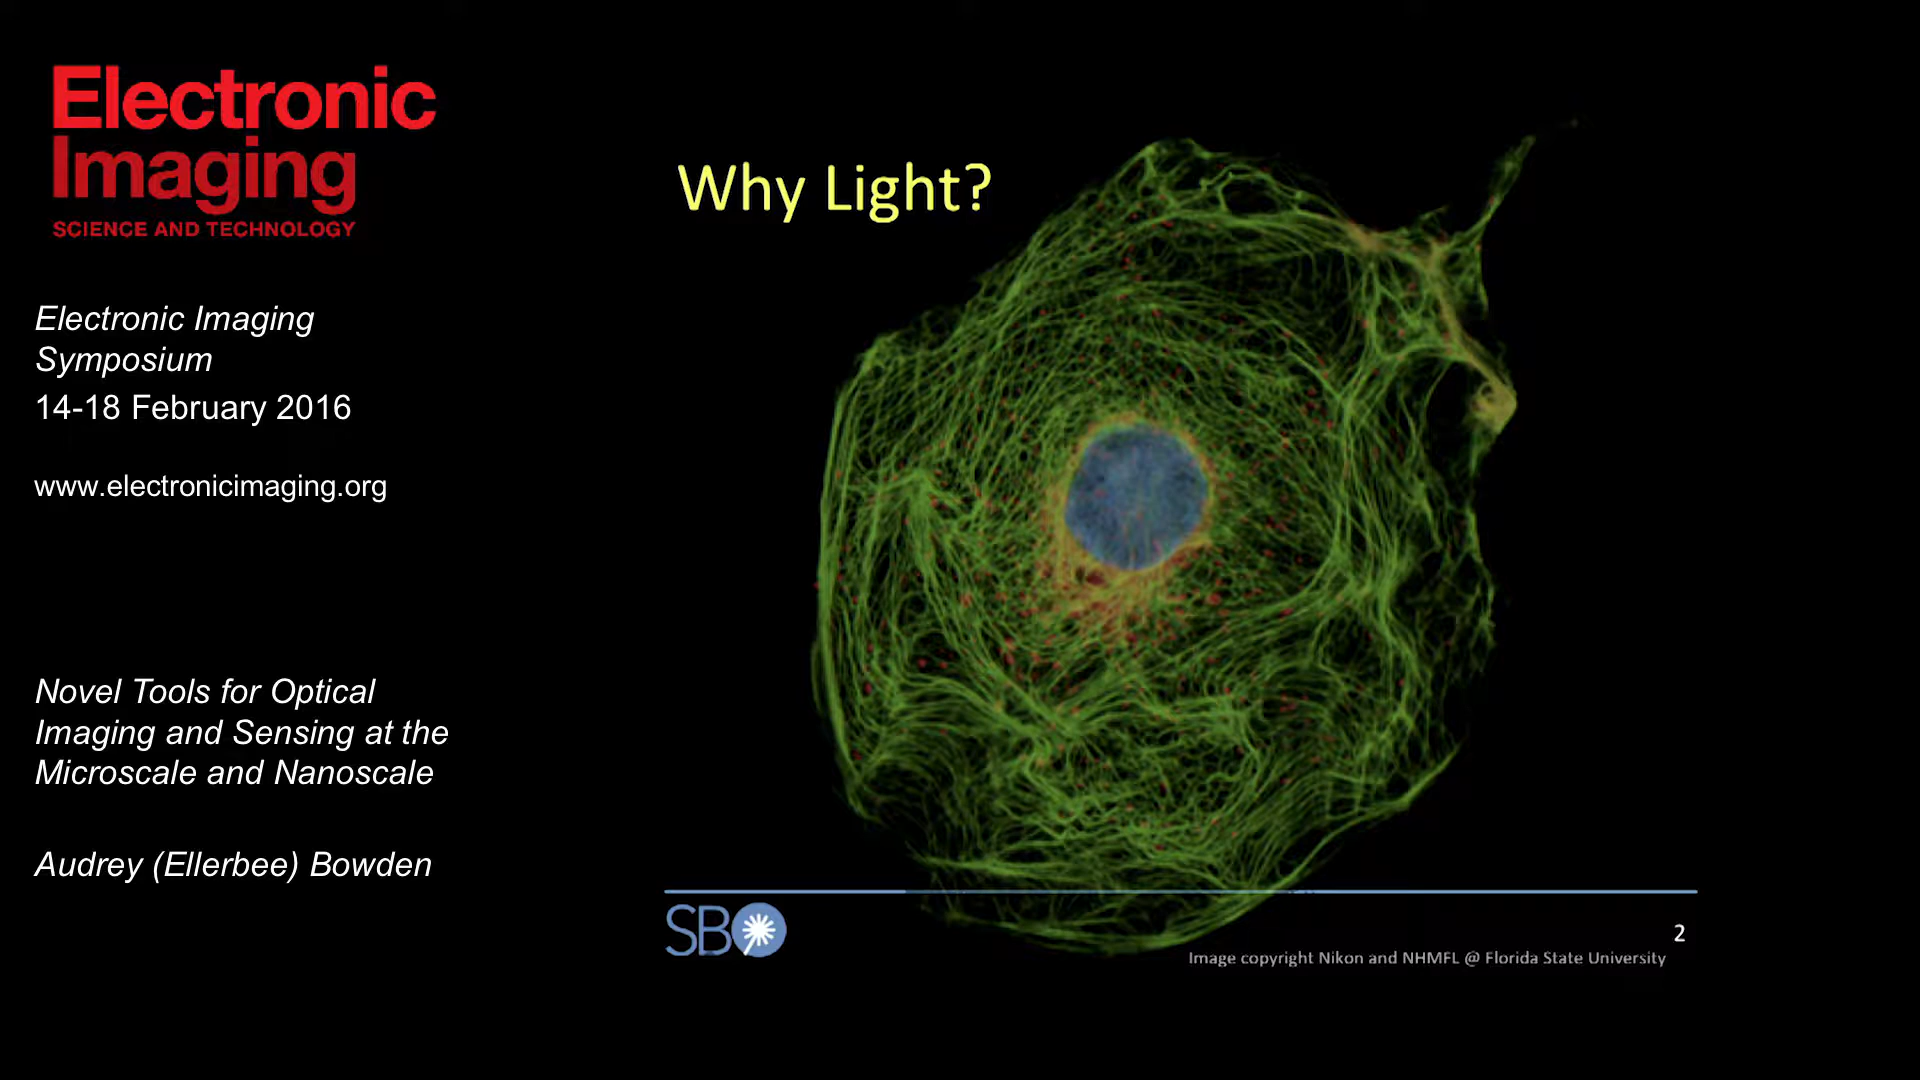 Electronic
Imaging
SCIENCE AND TECHNOLOGY
Electronic Imaging
Symposium
14-18 February 2016
www.electronicimaging.org
Novel Tools for Optical
Imaging and Sensing at the
Microscale and Nanoscale
Audrey (Ellerbee) Bowden
Why Light?
SBO
2
Image copyright Nikon and NHMFL @ Florida State University